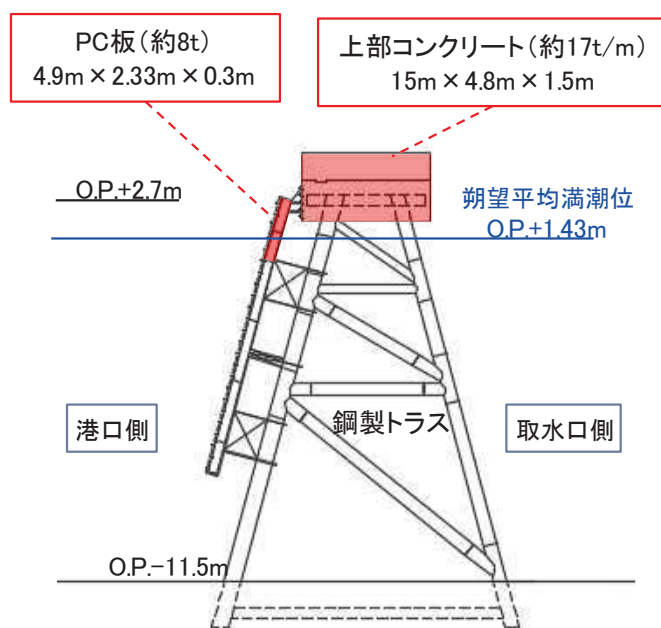 PC板(約8t)
4.9m×2.33m×0.3m
上部コンクリート(約17t/m)
15m×4.8m×1.5m
O.P.+2.7m
朔望平均満潮位
O.P.+1.43m
港口側
鋼製トラス
取水口側
O.P.-11.5m